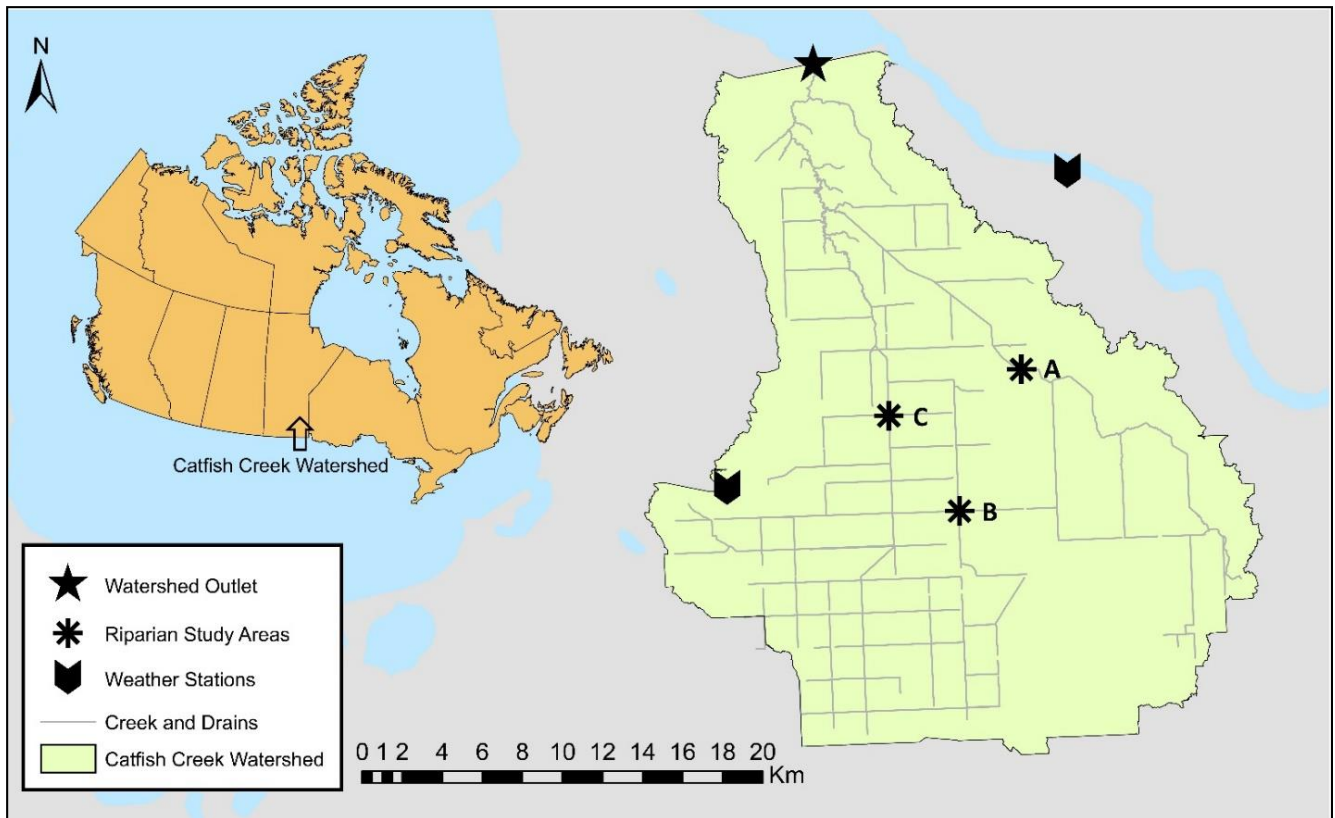 N
Catfish Creek Watershed
A
C
B
Watershed Outlet
Riparian Study Areas
Weather Stations
Creek and Drains
Catfish Creek Watershed
0 1 2 4 6 8 10 12 14 16 18 20
Km